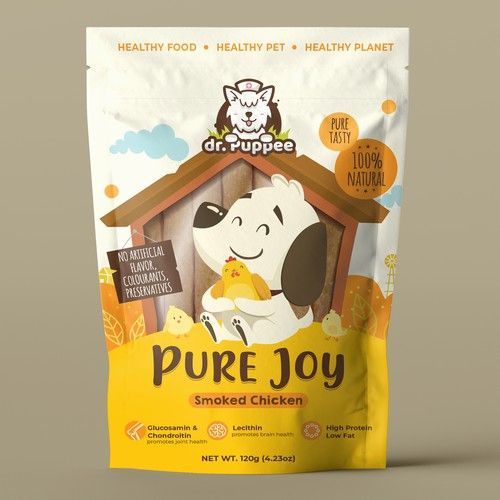 HEALTHY FOOD • HEALTHY PET • HEALTHY PLANET
dr. Puppee
PURE
TASTY
100%
NATURAL
NO ARTIFICIAL
FLAVOR,
COLOURANTS,
PRESERVATIVES
PURE JOY
Smoked Chicken
Glucosamin &
Chondroitin
promotes joint health
Lecithin
promotes brain health
High Protein
Low Fat
NET WT. 120g (4.23oz)